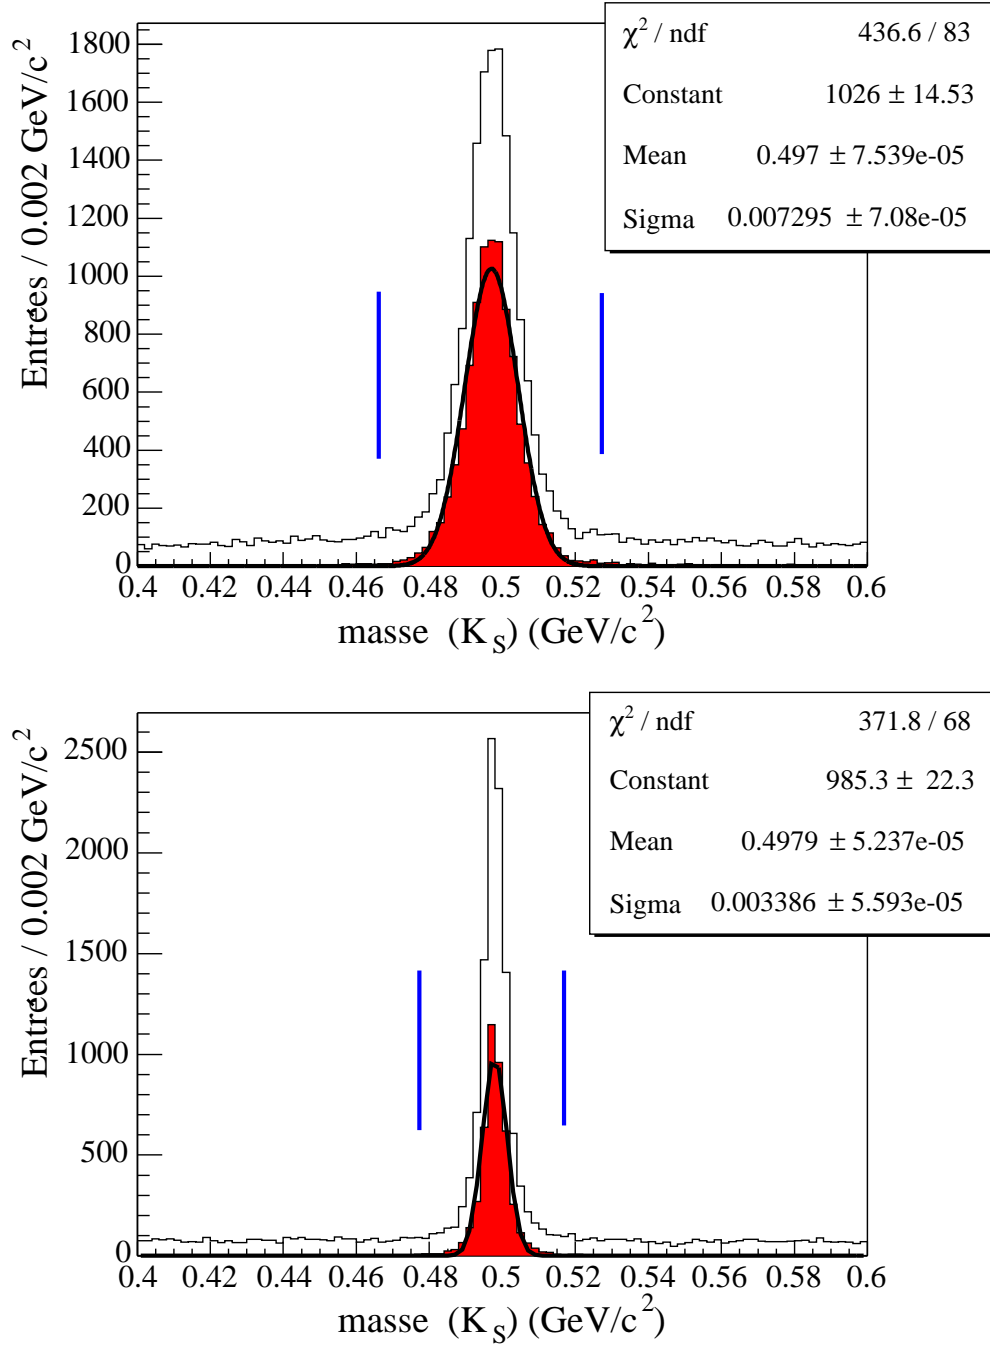 χ² / ndf 436.6 / 83
Constant 1026 ± 14.53
Mean 0.497 ± 7.539e-05
Sigma 0.007295 ± 7.08e-05
Entrées / 0.002 GeV/c²
1800
1600
1400
1200
1000
800
600
400
200
0
0.4 0.42 0.44 0.46 0.48 0.5 0.52 0.54 0.56 0.58 0.6
masse (K_S) (GeV/c²)
χ² / ndf 371.8 / 68
Constant 985.3 ± 22.3
Mean 0.4979 ± 5.237e-05
Sigma 0.003386 ± 5.593e-05
Entrées / 0.002 GeV/c²
2500
2000
1500
1000
500
0
0.4 0.42 0.44 0.46 0.48 0.5 0.52 0.54 0.56 0.58 0.6
masse (K_S) (GeV/c²)